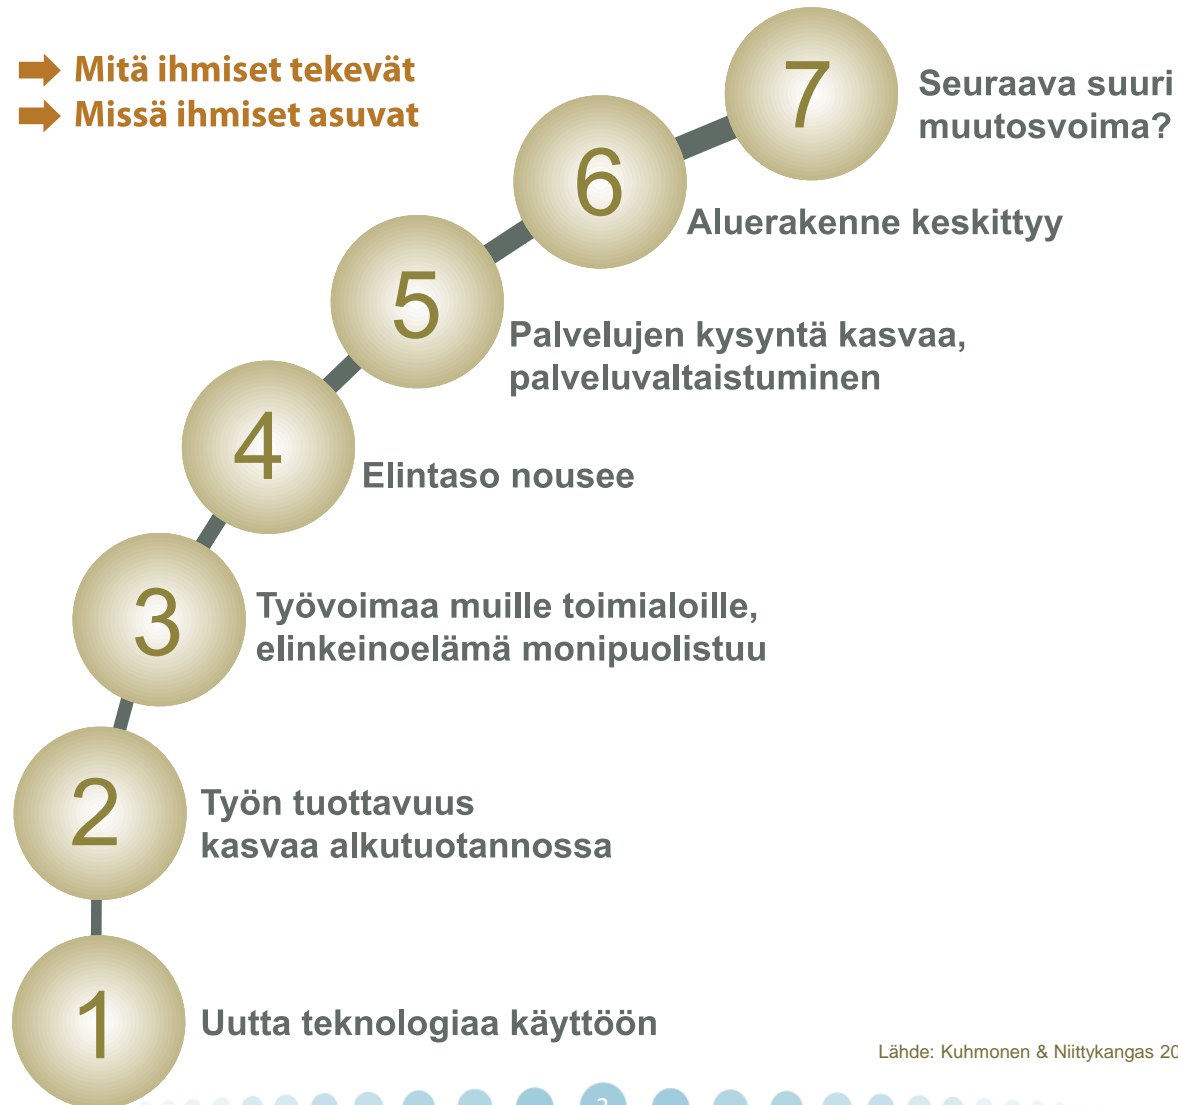 Mitä ihmiset tekevät
Missä ihmiset asuvat
7
Seuraava suuri
muutosvoima?
6
Aluerakenne keskittyy
5
Palvelujen kysyntä kasvaa,
palveluvaltaistuminen
4
Elintaso nousee
3
Työvoimaa muille toimialoille,
elinkeinoelämä monipuolistuu
2
Työn tuottavuus
kasvaa alkutuotannossa
1
Uutta teknologiaa käyttöön
Lähde: Kuhmonen & Niittykangas 20